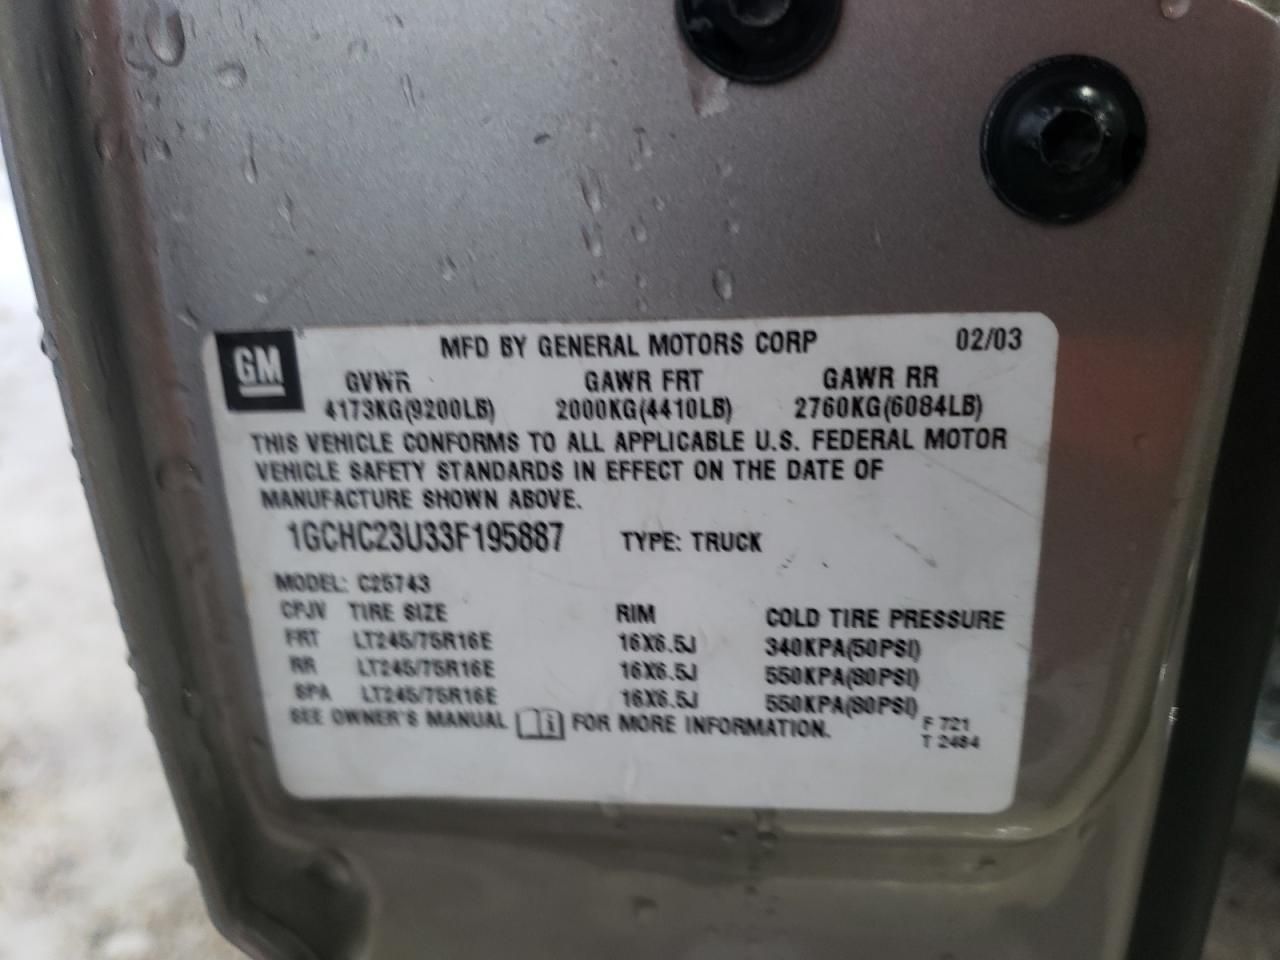 GM
MFD BY GENERAL MOTORS CORP 02/03
GVWR GAWR FRT GAWR RR
4173KG(9200LB) 2000KG(4410LB) 2760KG(6084LB)
THIS VEHICLE CONFORMS TO ALL APPLICABLE U.S. FEDERAL MOTOR
VEHICLE SAFETY STANDARDS IN EFFECT ON THE DATE OF
MANUFACTURE SHOWN ABOVE.
1GCHC23U33F195887 TYPE: TRUCK
MODEL: C25743
CPJV TIRE SIZE RIM COLD TIRE PRESSURE
FRT LT245/75R16E 16X6.5J 340KPA(50PSI)
RR LT245/75R16E 16X6.5J 550KPA(80PSI)
SPA LT245/75R16E 16X6.5J 550KPA(80PSI)
SEE OWNER'S MANUAL i FOR MORE INFORMATION.
F 721
T 2484